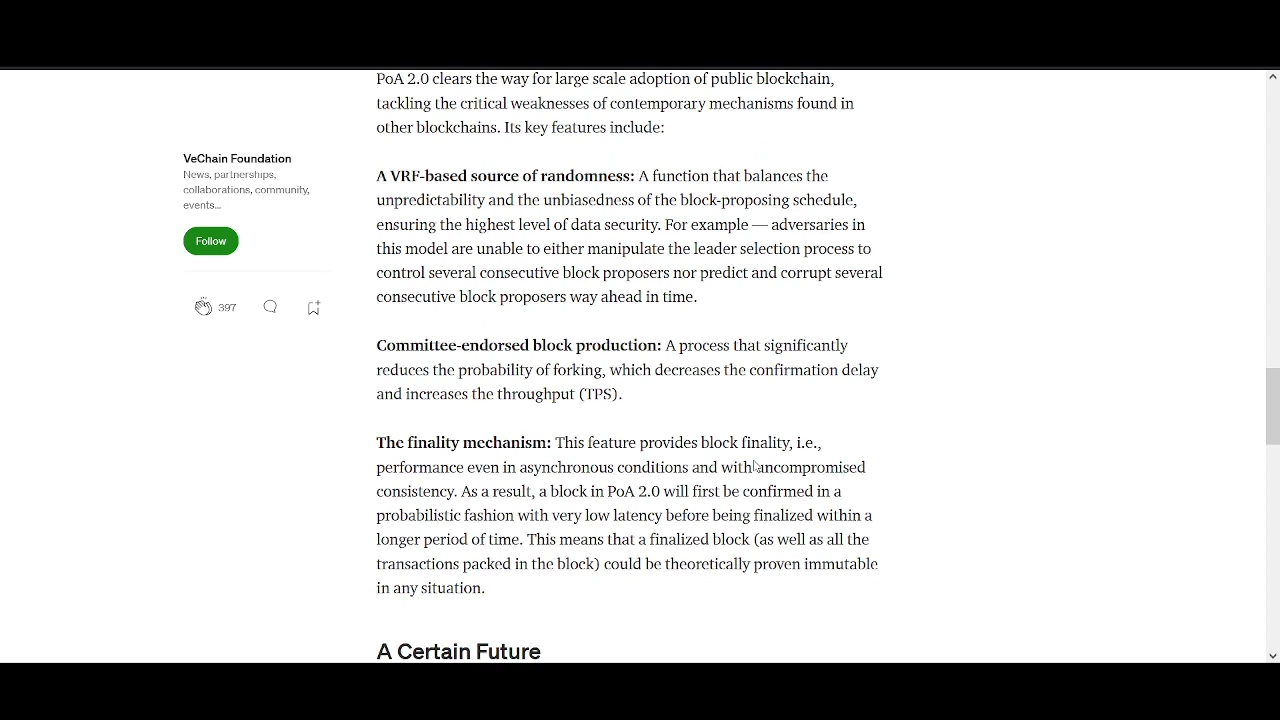 PoA 2.0 clears the way for large scale adoption of public blockchain,
tackling the critical weaknesses of contemporary mechanisms found in
other blockchains. Its key features include:
VeChain Foundation
News, partnerships,
collaborations, community,
events...
Follow
397
A VRF-based source of randomness: A function that balances the
unpredictability and the unbiasedness of the block-proposing schedule,
ensuring the highest level of data security. For example — adversaries in
this model are unable to either manipulate the leader selection process to
control several consecutive block proposers nor predict and corrupt several
consecutive block proposers way ahead in time.
Committee-endorsed block production: A process that significantly
reduces the probability of forking, which decreases the confirmation delay
and increases the throughput (TPS).
The finality mechanism: This feature provides block finality, i.e.,
performance even in asynchronous conditions and with uncompromised
consistency. As a result, a block in PoA 2.0 will first be confirmed in a
probabilistic fashion with very low latency before being finalized within a
longer period of time. This means that a finalized block (as well as all the
transactions packed in the block) could be theoretically proven immutable
in any situation.
A Certain Future